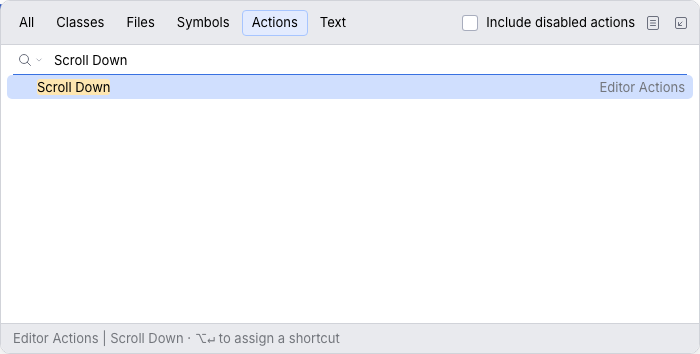 All Classes Files Symbols Actions Text Include disabled actions
Scroll Down
Scroll Down Editor Actions
Editor Actions | Scroll Down · ⌥↵ to assign a shortcut